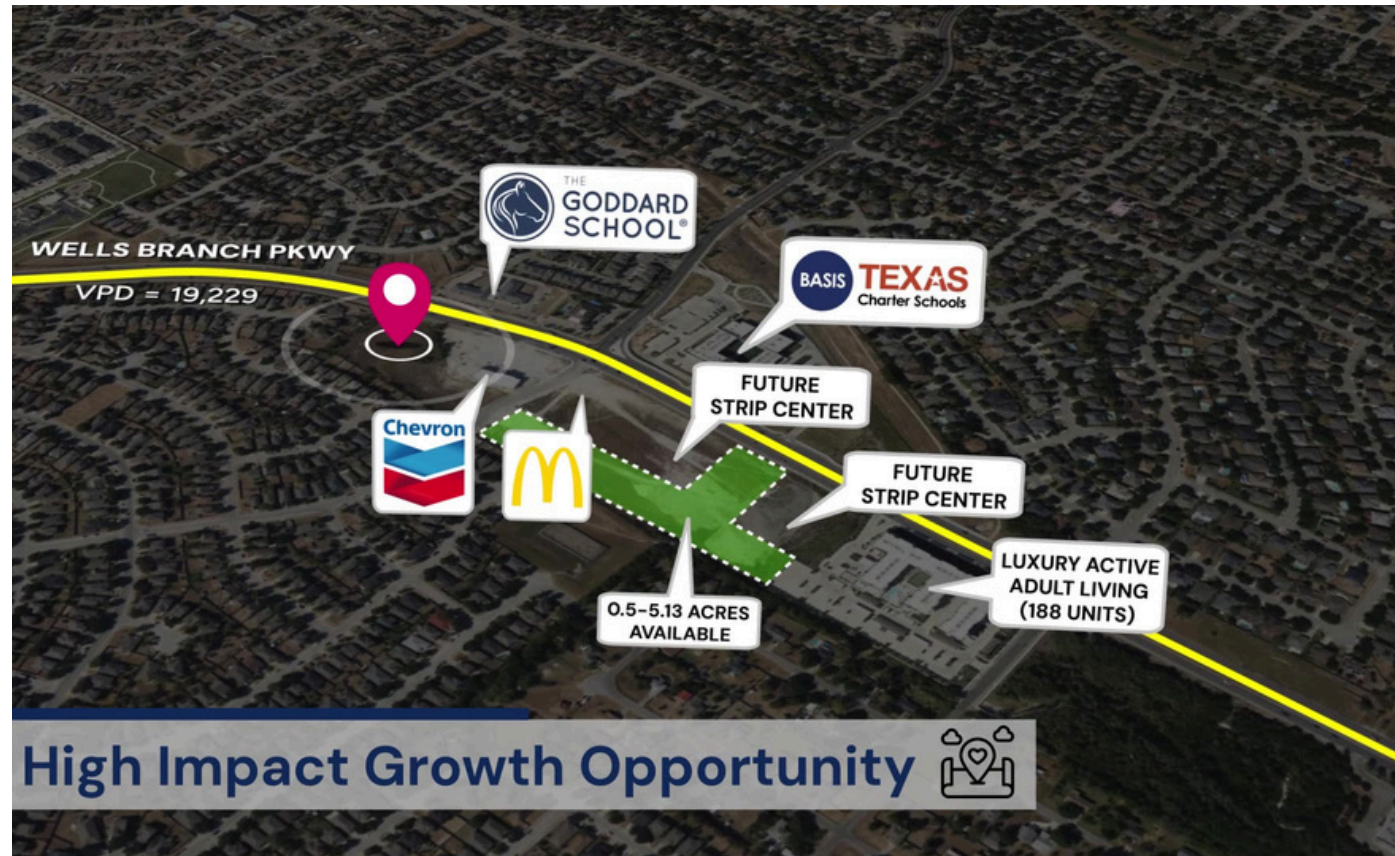 THE
GODDARD
SCHOOL®
WELLS BRANCH PKWY
VPD = 19,229
BASIS
TEXAS
Charter Schools
FUTURE
STRIP CENTER
Chevron
FUTURE
STRIP CENTER
LUXURY ACTIVE
ADULT LIVING
(188 UNITS)
0.5-5.13 ACRES
AVAILABLE
High Impact Growth Opportunity